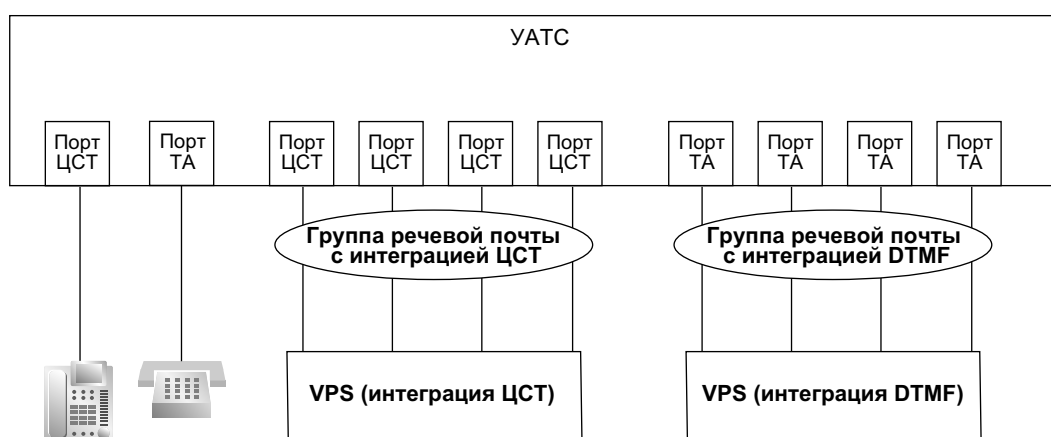 УАТС
Порт
ЦСТ
Порт
ТА
Порт
ЦСТ
Порт
ЦСТ
Порт
ЦСТ
Порт
ЦСТ
Порт
ТА
Порт
ТА
Порт
ТА
Порт
ТА
Группа речевой почты
с интеграцией ЦСТ
Группа речевой почты
с интеграцией DTMF
VPS (интеграция ЦСТ)
VPS (интеграция DTMF)